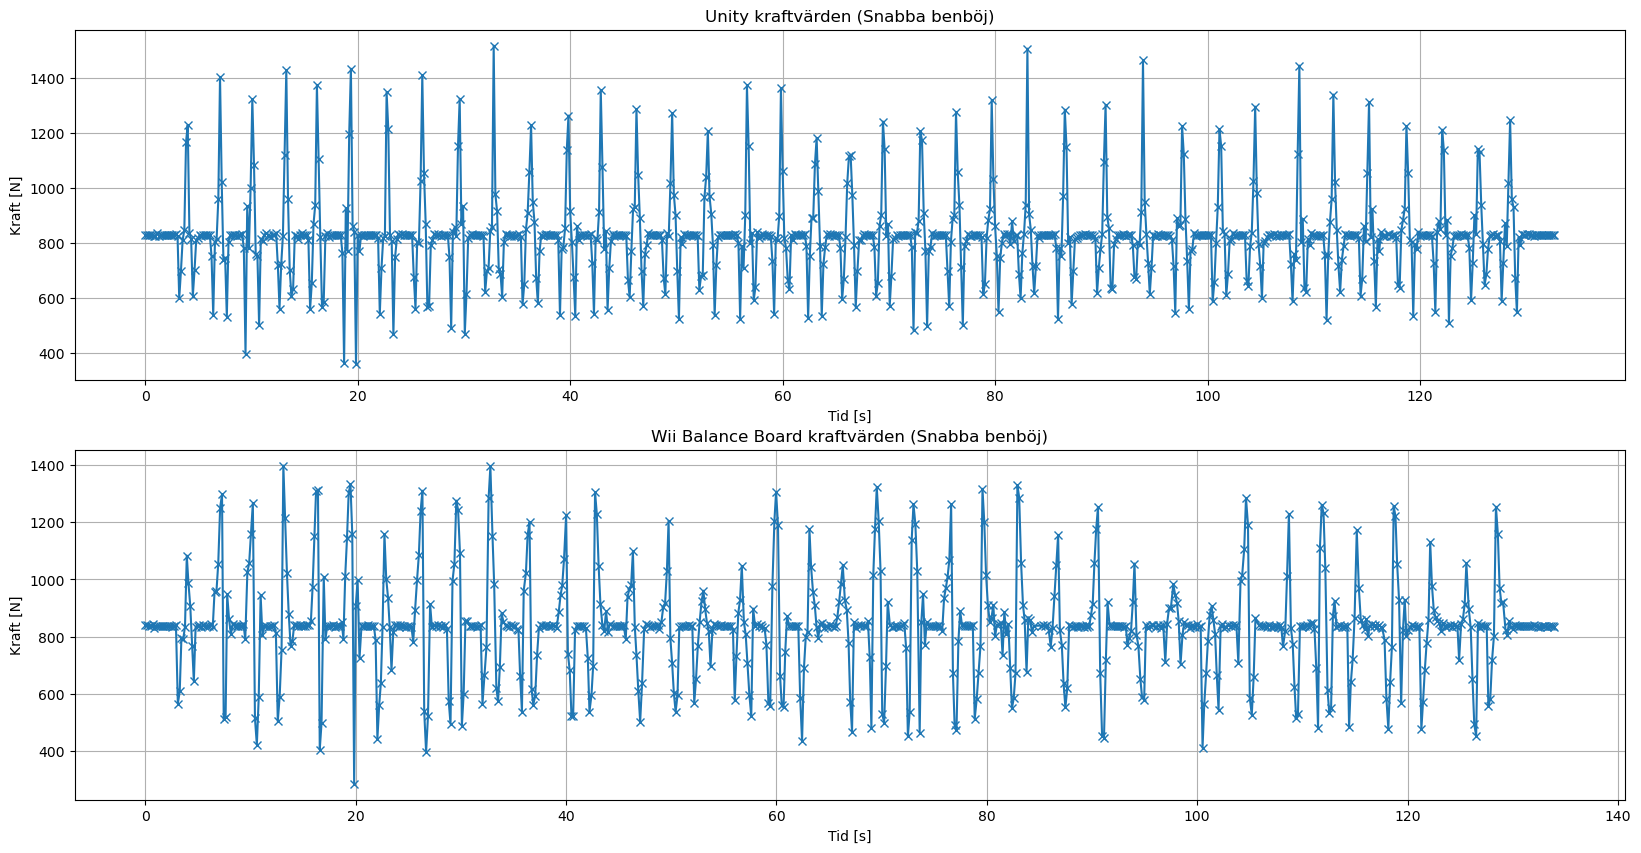 Unity kraftvärden (Snabba benböj)
1400
1200
1000
800
600
400
Kraft [N]
0 20 40 60 80 100 120
Tid [s]
Wii Balance Board kraftvärden (Snabba benböj)
1400
1200
1000
800
600
400
Kraft [N]
0 20 40 60 80 100 120 140
Tid [s]